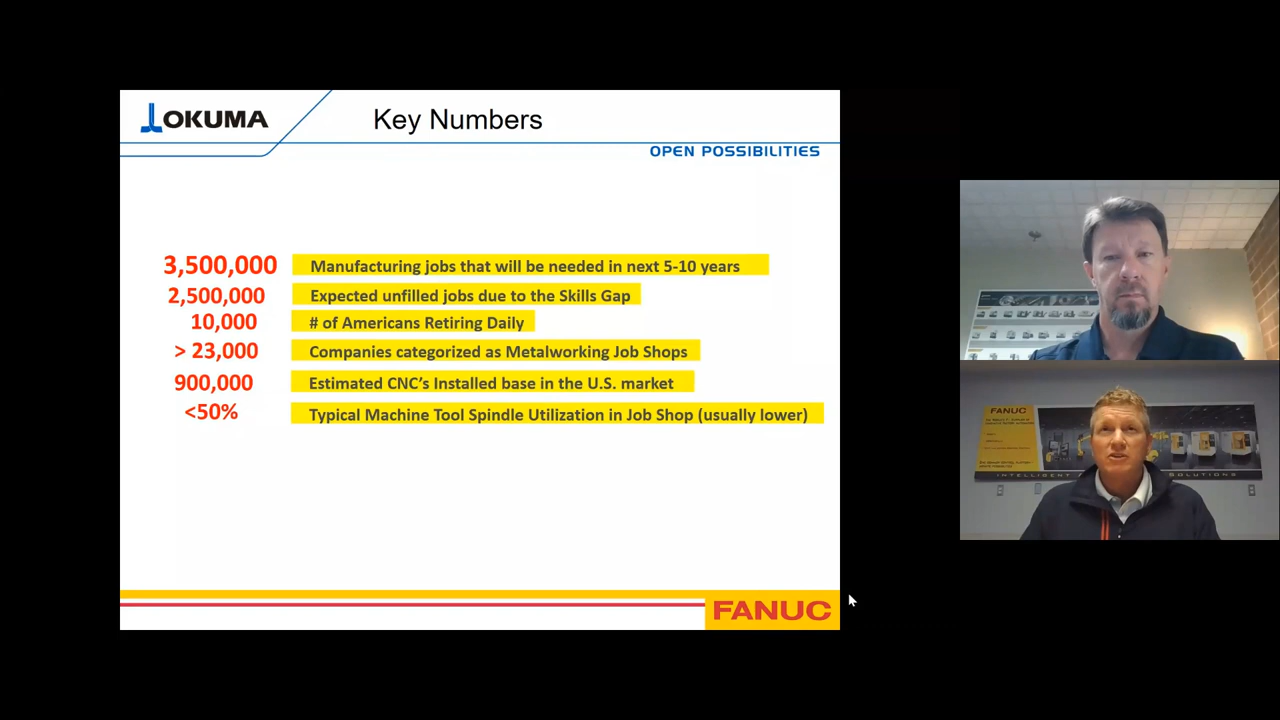 OKUMA
Key Numbers
OPEN POSSIBILITIES
3,500,000 Manufacturing jobs that will be needed in next 5-10 years
2,500,000 Expected unfilled jobs due to the Skills Gap
10,000 # of Americans Retiring Daily
> 23,000 Companies categorized as Metalworking Job Shops
900,000 Estimated CNC's Installed base in the U.S. market
<50% Typical Machine Tool Spindle Utilization in Job Shop (usually lower)
FANUC
FANUC